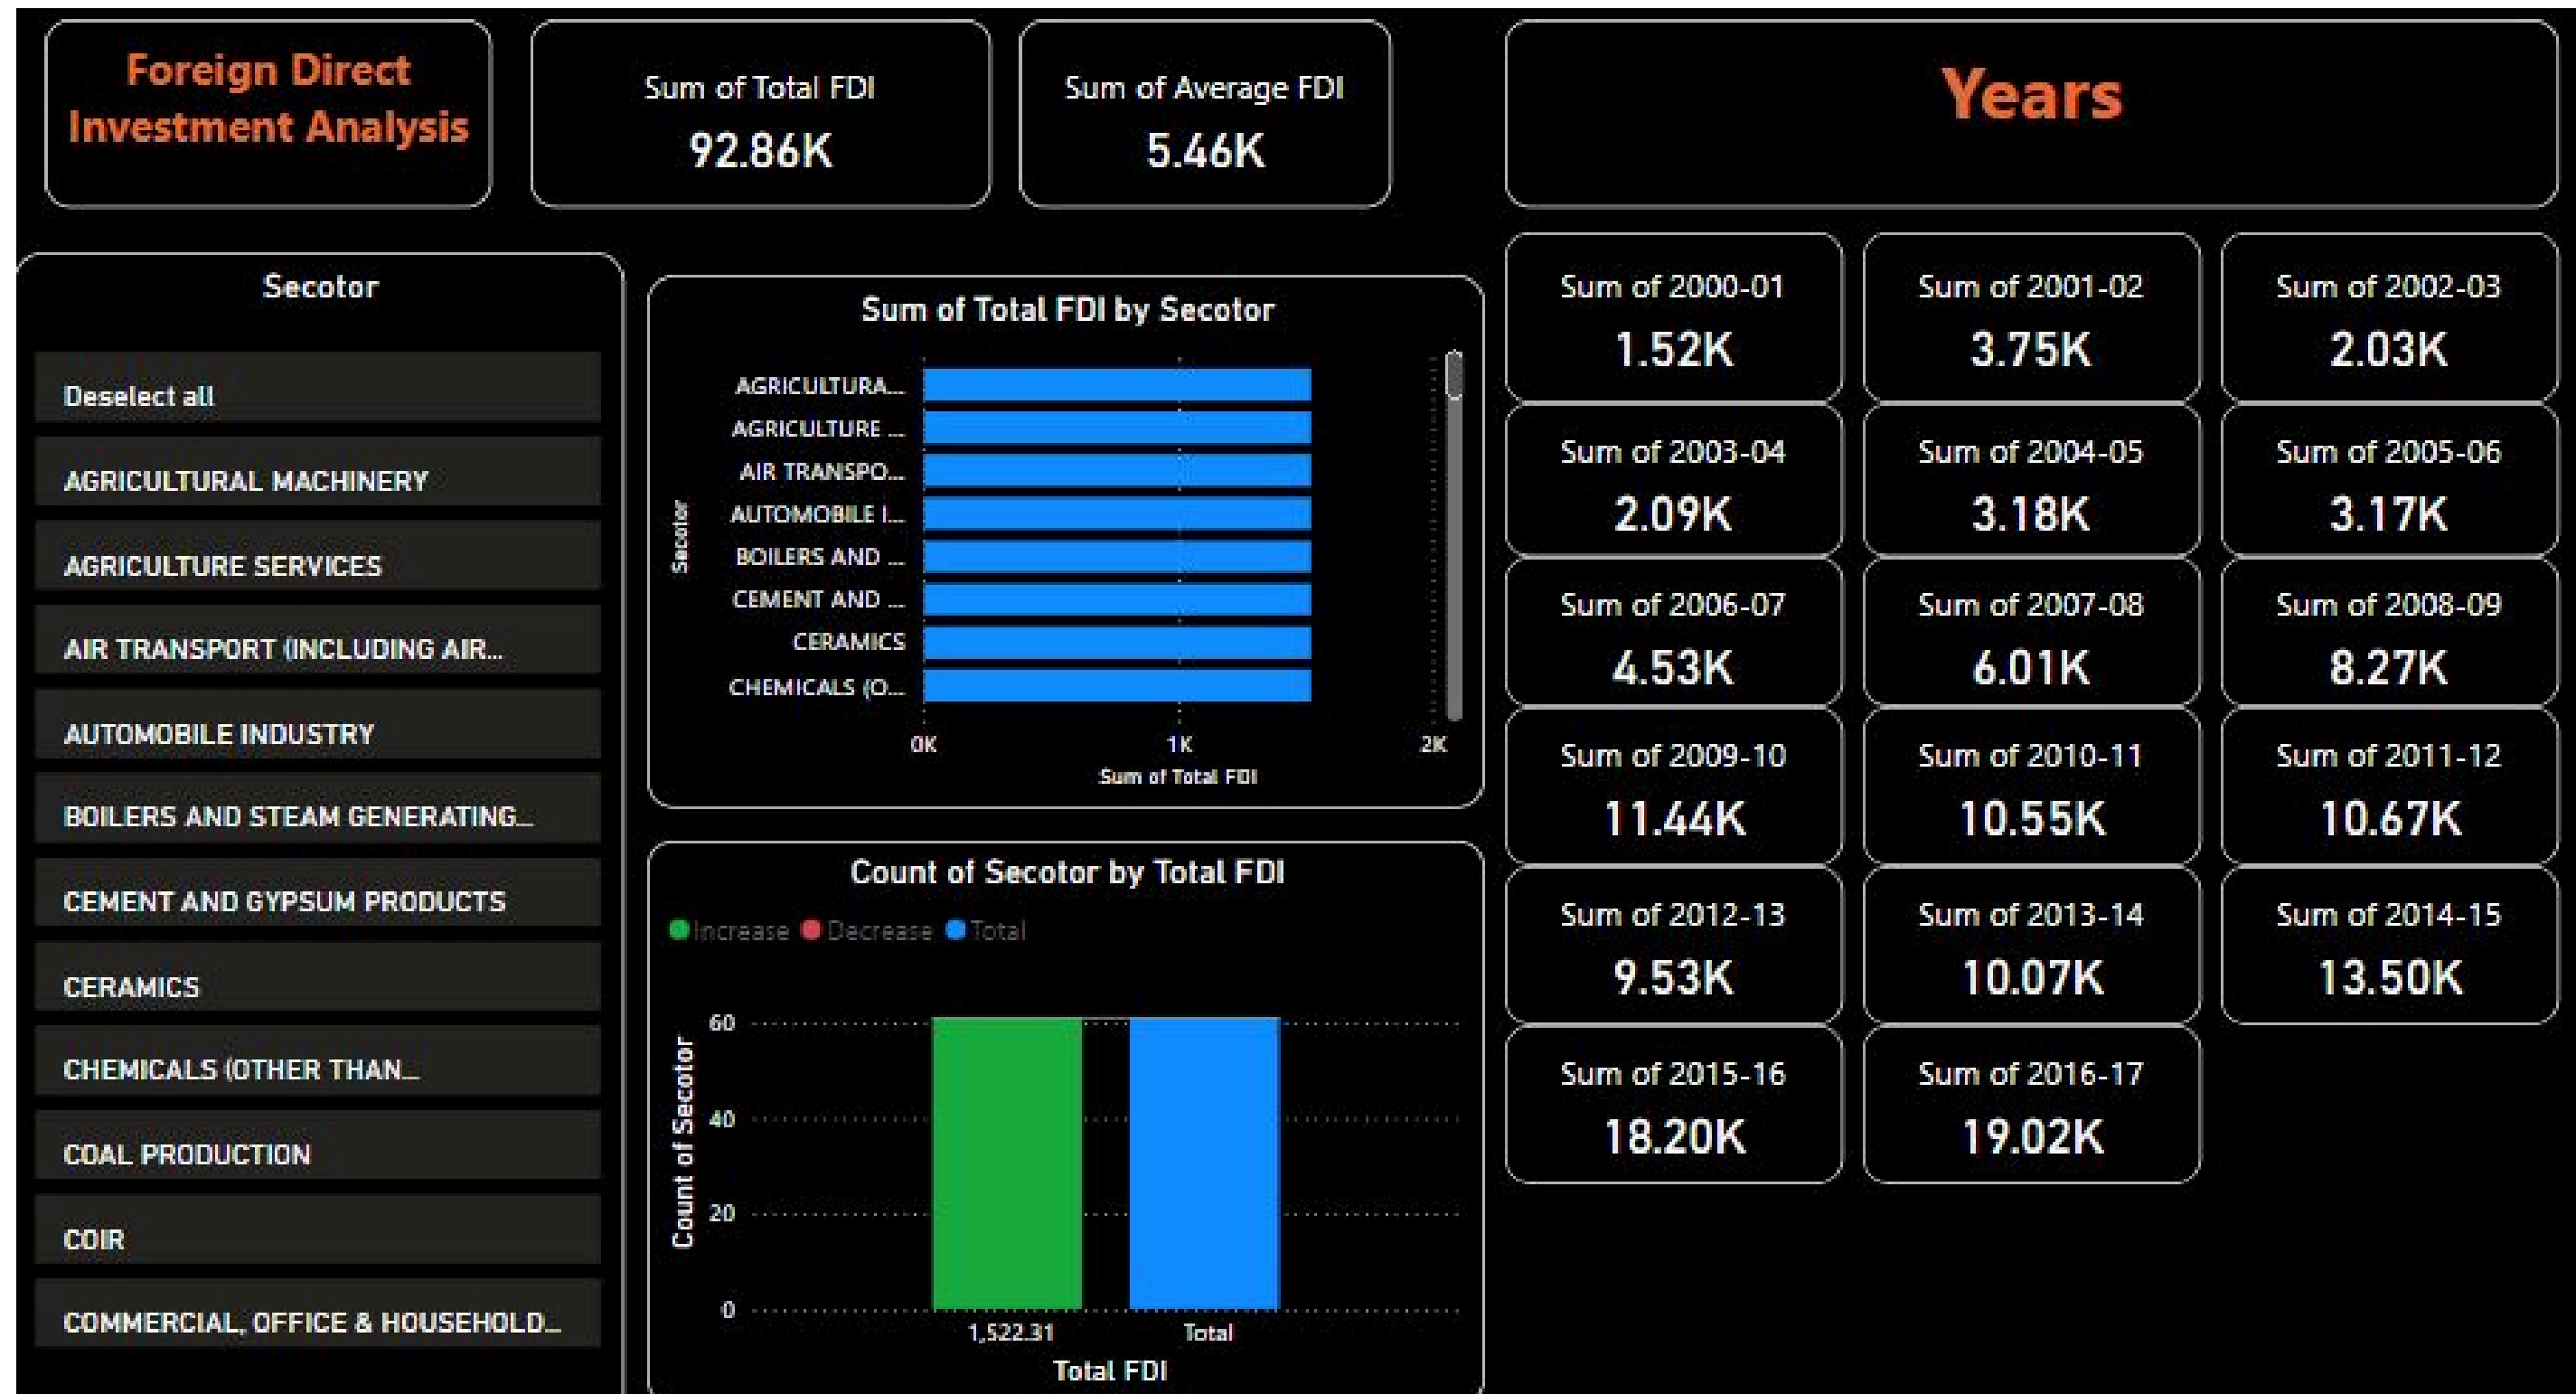 Foreign Direct
Investment Analysis
Sum of Total FDI
92.86K
Sum of Average FDI
5.46K
Years
Secotor
Deselect all
AGRICULTURAL MACHINERY
AGRICULTURE SERVICES
AIR TRANSPORT (INCLUDING AIR...
AUTOMOBILE INDUSTRY
BOILERS AND STEAM GENERATING...
CEMENT AND GYPSUM PRODUCTS
CERAMICS
CHEMICALS (OTHER THAN...
COAL PRODUCTION
COIR
COMMERCIAL, OFFICE & HOUSEHOLD...
Sum of Total FDI by Secotor
Secotor
AGRICULTURA...
AGRICULTURE ...
AIR TRANSPO...
AUTOMOBILE I...
BOILERS AND ...
CEMENT AND ...
CERAMICS
CHEMICALS (O...
0K 1K 2K
Sum of Total FDI
Count of Secotor by Total FDI
Increase Decrease Total
Count of Secotor
60
40
20
0
1,522.31 Total
Total FDI
Sum of 2000-01
1.52K
Sum of 2001-02
3.75K
Sum of 2002-03
2.03K
Sum of 2003-04
2.09K
Sum of 2004-05
3.18K
Sum of 2005-06
3.17K
Sum of 2006-07
4.53K
Sum of 2007-08
6.01K
Sum of 2008-09
8.27K
Sum of 2009-10
11.44K
Sum of 2010-11
10.55K
Sum of 2011-12
10.67K
Sum of 2012-13
9.53K
Sum of 2013-14
10.07K
Sum of 2014-15
13.50K
Sum of 2015-16
18.20K
Sum of 2016-17
19.02K